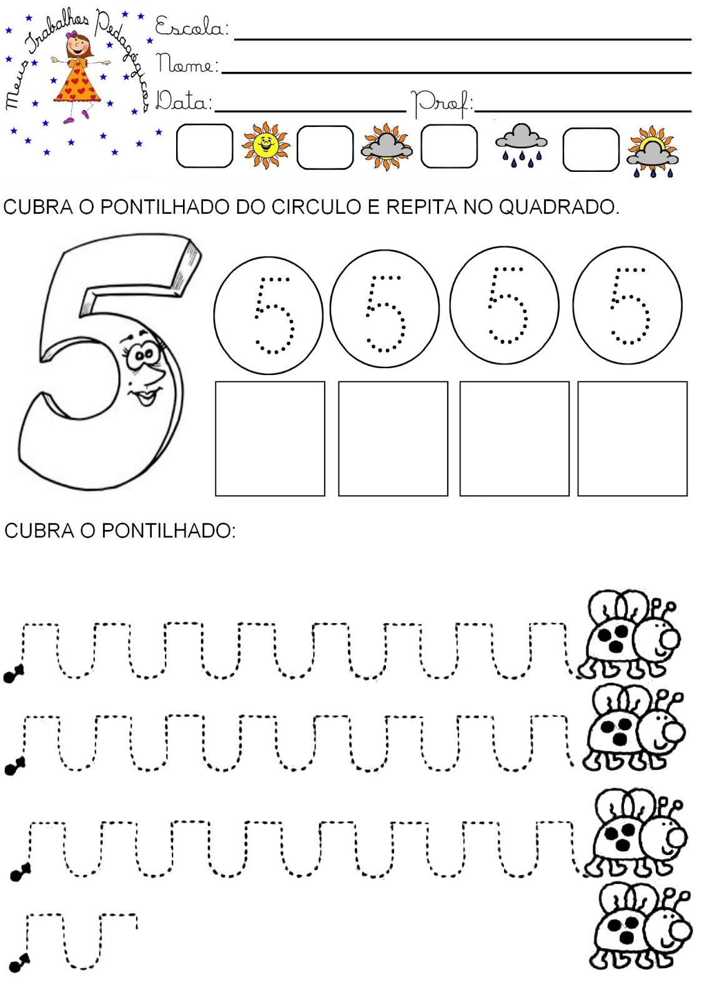 Meus Trabalhos Pedagógicos
Escola:
Nome:
Data: Prof:
CUBRA O PONTILHADO DO CIRCULO E REPITA NO QUADRADO.
5 5 5 5 5
CUBRA O PONTILHADO: